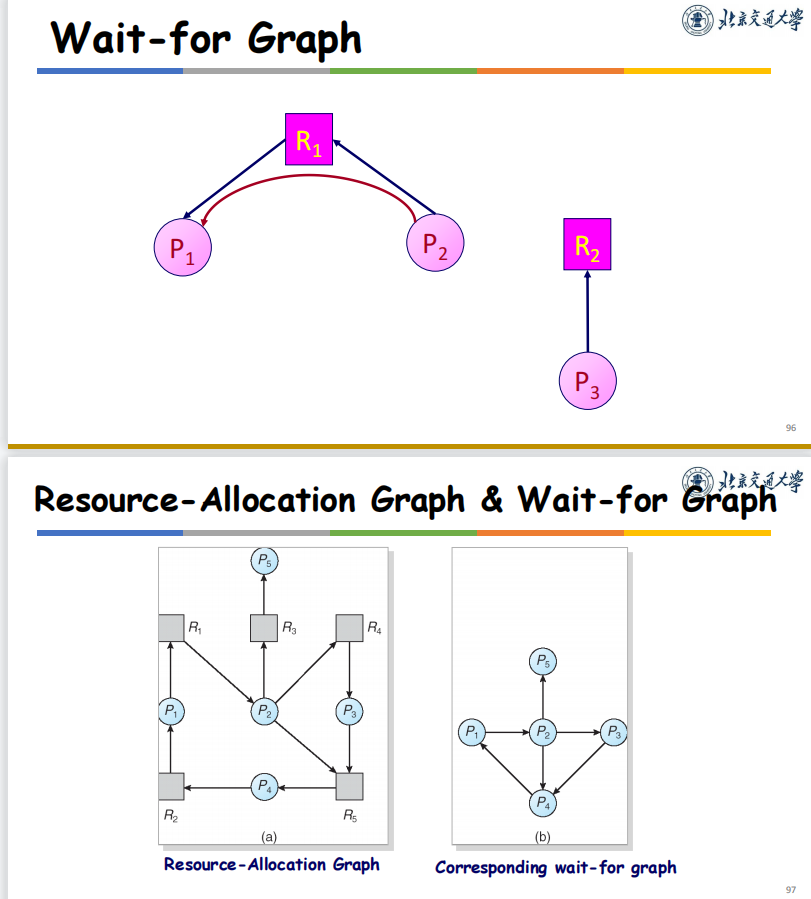 Wait-for Graph
北京交通大学
R1
P1
P2
R2
P3
96
Resource-Allocation Graph & Wait-for Graph
北京交通大学
P5
R1
R3
R4
P1
P2
P3
P4
R2
R5
(a)
Resource-Allocation Graph
P5
P1
P2
P3
P4
(b)
Corresponding wait-for graph
97